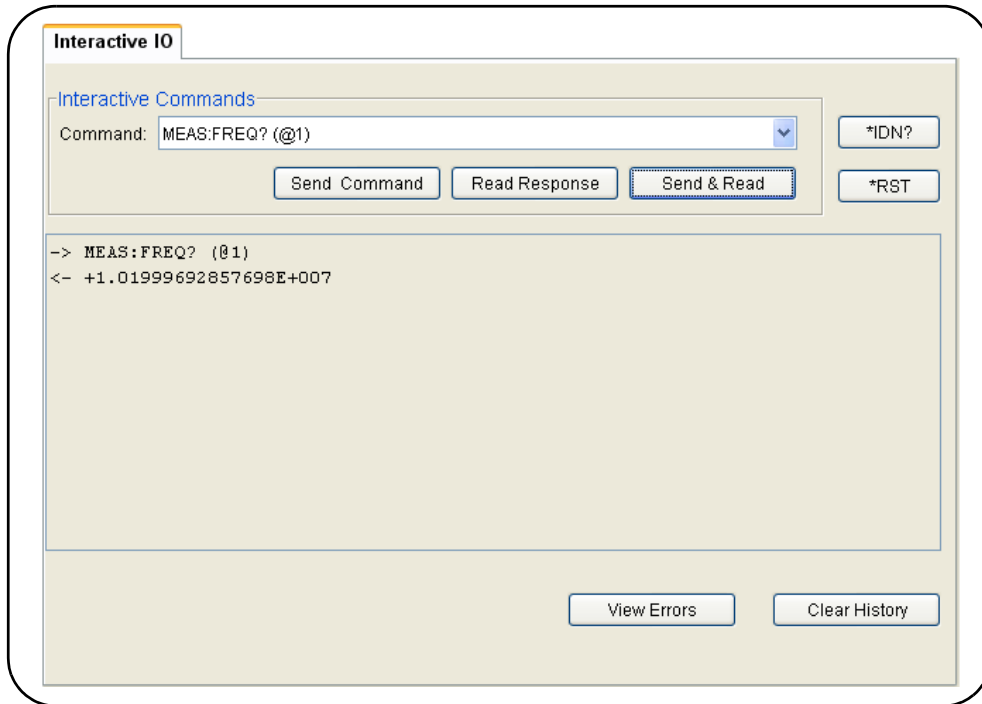 Interactive IO
Interactive Commands
Command: MEAS:FREQ? (@1)
*IDN?
Send Command Read Response Send & Read
*RST
-> MEAS:FREQ? (@1)
<- +1.01999692857698E+007
View Errors Clear History